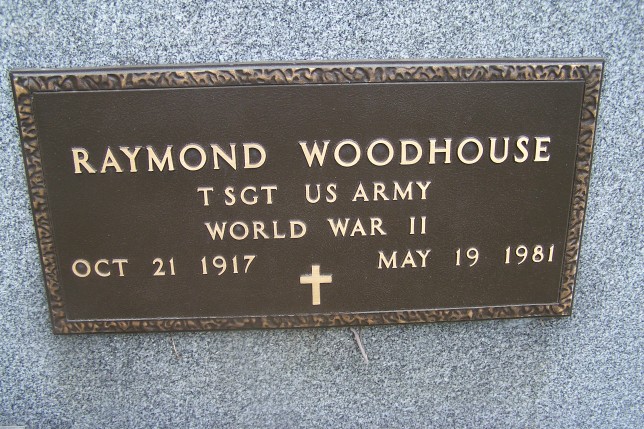 RAYMOND WOODHOUSE
T SGT US ARMY
WORLD WAR II
OCT 21 1917 MAY 19 1981